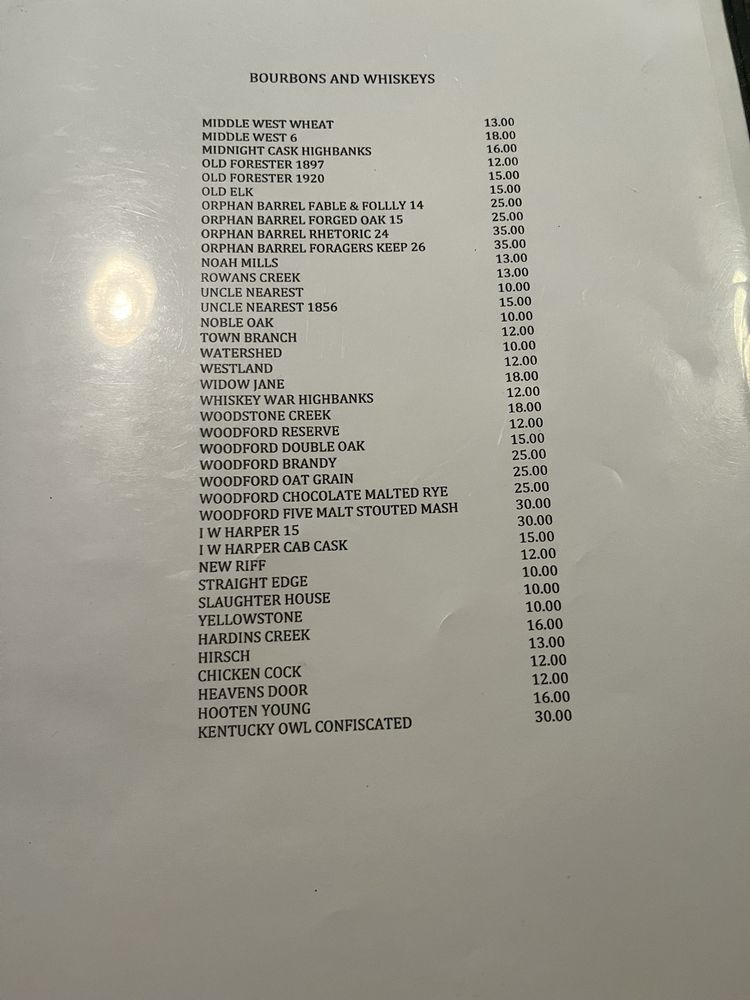 BOURBONS AND WHISKEYS
MIDDLE WEST WHEAT 13.00
MIDDLE WEST 6 18.00
MIDNIGHT CASK HIGHBANKS 16.00
OLD FORESTER 1897 12.00
OLD FORESTER 1920 15.00
OLD ELK 15.00
ORPHAN BARREL FABLE & FOLLLY 14 25.00
ORPHAN BARREL FORGED OAK 15 25.00
ORPHAN BARREL RHETORIC 24 35.00
ORPHAN BARREL FORAGERS KEEP 26 35.00
NOAH MILLS 13.00
ROWANS CREEK 13.00
UNCLE NEAREST 10.00
UNCLE NEAREST 1856 15.00
NOBLE OAK 10.00
TOWN BRANCH 12.00
WATERSHED 10.00
WESTLAND 12.00
WIDOW JANE 18.00
WHISKEY WAR HIGHBANKS 12.00
WOODSTONE CREEK 18.00
WOODFORD RESERVE 12.00
WOODFORD DOUBLE OAK 15.00
WOODFORD BRANDY 25.00
WOODFORD OAT GRAIN 25.00
WOODFORD CHOCOLATE MALTED RYE 25.00
WOODFORD FIVE MALT STOUTED MASH 30.00
I W HARPER 15 30.00
I W HARPER CAB CASK 15.00
NEW RIFF 12.00
STRAIGHT EDGE 10.00
SLAUGHTER HOUSE 10.00
YELLOWSTONE 10.00
HARDINS CREEK 16.00
HIRSCH 13.00
CHICKEN COCK 12.00
HEAVENS DOOR 12.00
HOOTEN YOUNG 16.00
KENTUCKY OWL CONFISCATED 30.00